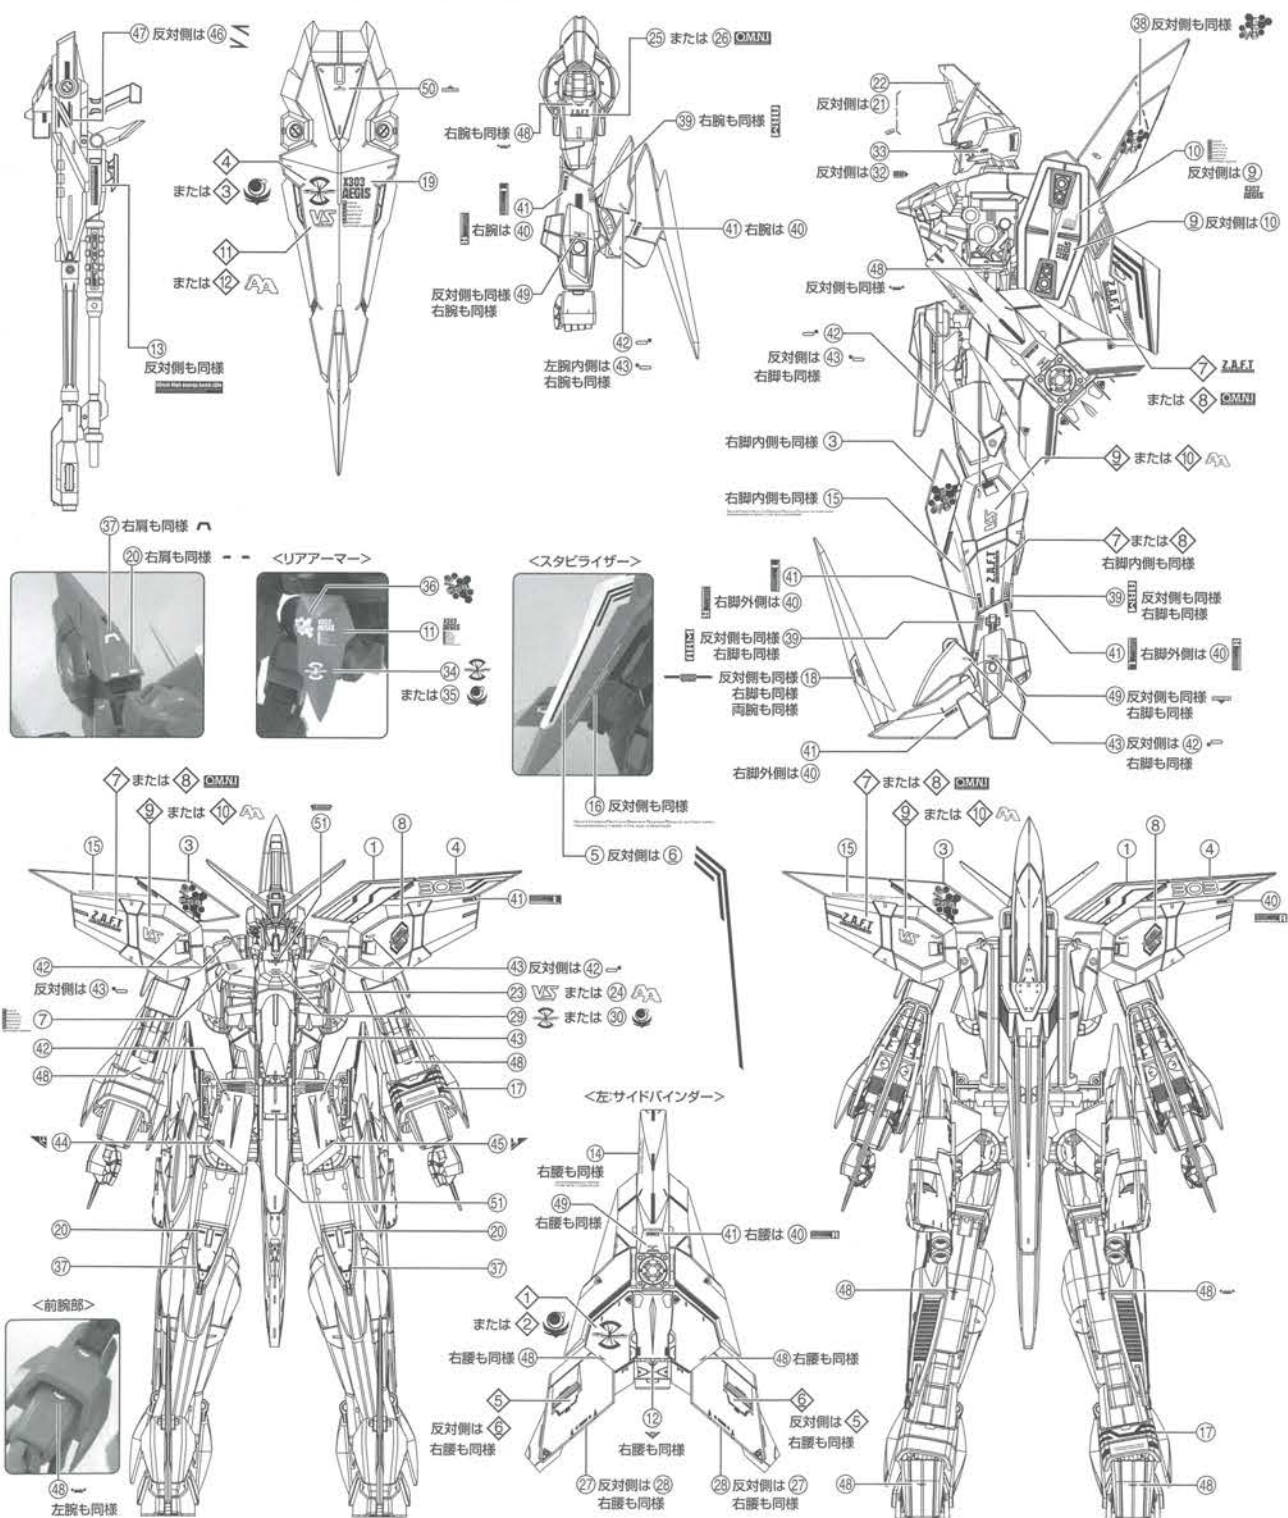 ㊼ 反対側は ㊻
㊿
④
または ③
X303
AEGIS
⑲
VS
⑪
または ⑫ AA
⑬
反対側も同様
㉕ または ㉖ O.M.N.I
右腕も同様 ㊽
Z.A.F.T
㊴ 右腕も同様
㊶
右腕は ㊵
㊶ 右腕は ㊵
反対側も同様 ㊾
右腕も同様
㊷
左腕内側は ㊸
右腕も同様
㊳ 反対側も同様
㉒
反対側は ㉑
㉝
反対側は ㉜
⑩
反対側は ⑨
X303
AEGIS
⑨ 反対側は ⑩
㊽
反対側も同様
Z.A.F.T
⑦ Z.A.F.T
または ⑧ O.M.N.I
㊷
反対側は ㊸
右脚も同様
右脚内側も同様 ③
⑨ または ⑩ AA
右脚内側も同様 ⑮
VS
Z.A.F.T
⑦ または ⑧
右脚内側も同様
㊶
右脚外側は ㊵
㊴ 反対側も同様
右脚も同様
反対側も同様 ㊴
右脚も同様
㊶ 右脚外側は ㊵
反対側も同様 ⑱
右脚も同様
両腕も同様
㊾ 反対側も同様
右脚も同様
㊸ 反対側は ㊷
右脚も同様
㊶
右脚外側は ㊵
㊲ 右肩も同様
⑳ 右肩も同様
<リアアーマー>
㊱
⑪
X303
AEGIS
㉞
または ㉟
<スタビライザー>
⑯ 反対側も同様
⑤ 反対側は ⑥
⑦ または ⑧ O.M.N.I
⑨ または ⑩ AA
51
⑮
③
①
⑧
④
303
㊶
Z.A.F.T
VS
㊷
反対側は ㊸
㊸ 反対側は ㊷
㉓ VS または ㉔ AA
⑦
㉙ または ㉚
㊷
㊸
㊽
㊽
⑰
㊹
㊺
51
⑳
⑳
㊲
㊲
<前腕部>
㊽
左腕も同様
<左:サイドバインダー>
⑭
右腰も同様
㊾
右腰も同様
㊶ 右腰は ㊵
①
または ②
右腰も同様 ㊽
㊽ 右腰も同様
⑤
反対側は ⑥
右腰も同様
⑫
右腰も同様
⑥
反対側は ⑤
右腰も同様
㉗ 反対側は ㉘
右腰も同様
㉘ 反対側は ㉗
右腰も同様
⑦ または ⑧ O.M.N.I
⑨ または ⑩ AA
⑮
③
①
⑧
④
303
㊵
Z.A.F.T
VS
㊽
㊽
⑰
㊽
㊽